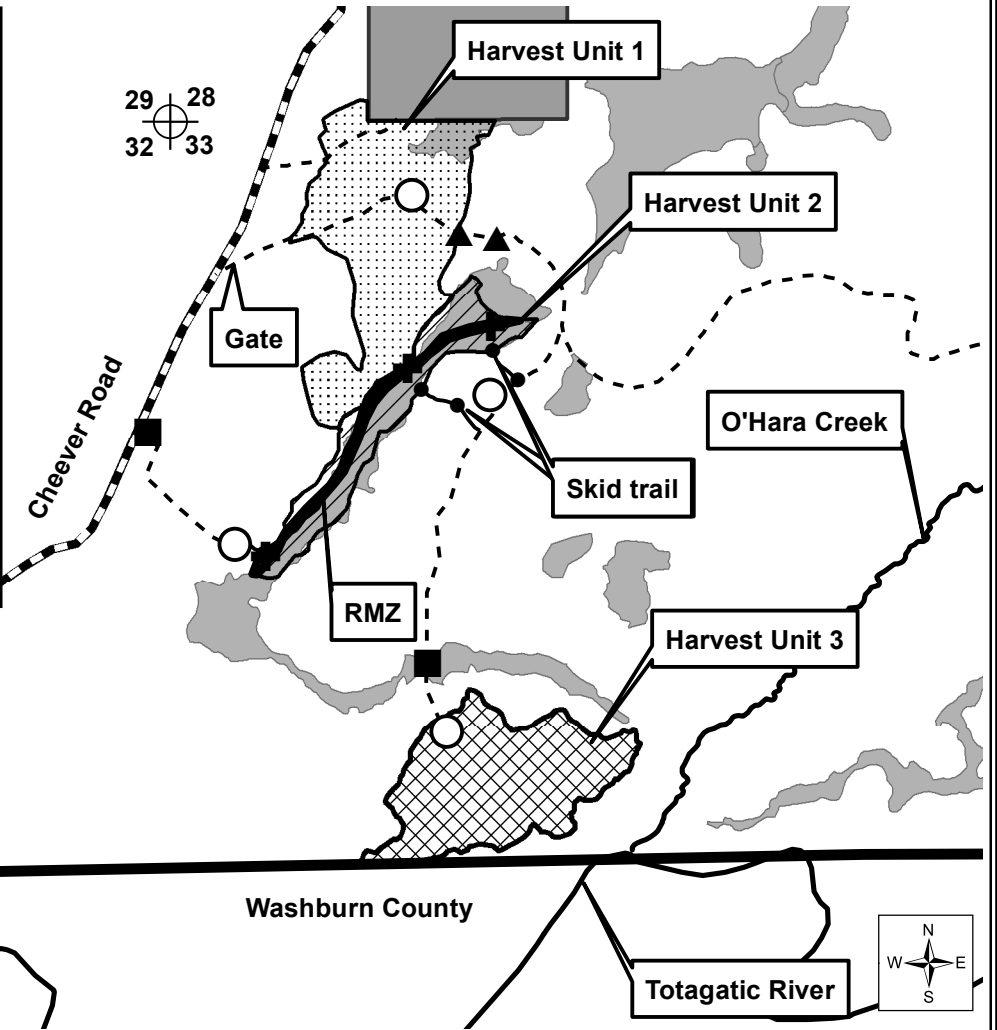 Harvest Unit 1
29 28
32 33
Harvest Unit 2
Gate
Cheever Road
O'Hara Creek
Skid trail
RMZ
Harvest Unit 3
Washburn County
N
W E
S
Totagatic River